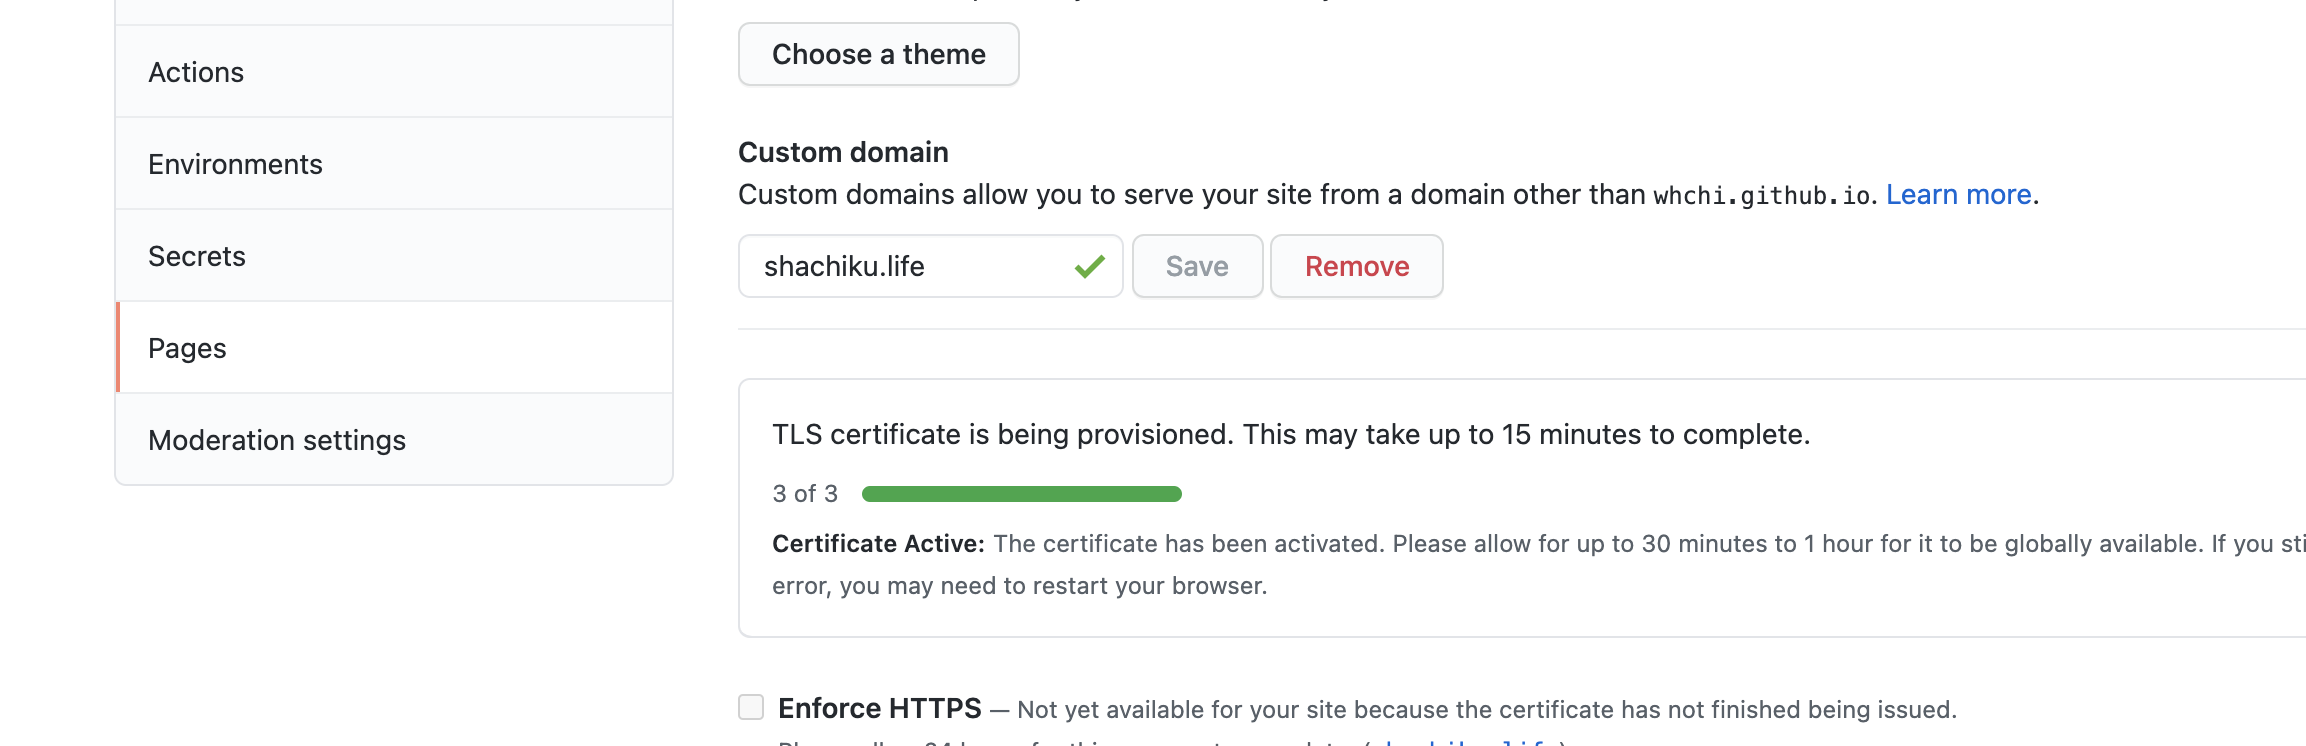 Choose a theme
Actions
Environments
Secrets
Pages
Moderation settings
Custom domain
Custom domains allow you to serve your site from a domain other than whchi.github.io. Learn more.
shachiku.life
Save
Remove
TLS certificate is being provisioned. This may take up to 15 minutes to complete.
3 of 3
Certificate Active: The certificate has been activated. Please allow for up to 30 minutes to 1 hour for it to be globally available. If you
error, you may need to restart your browser.
Enforce HTTPS — Not yet available for your site because the certificate has not finished being issued.